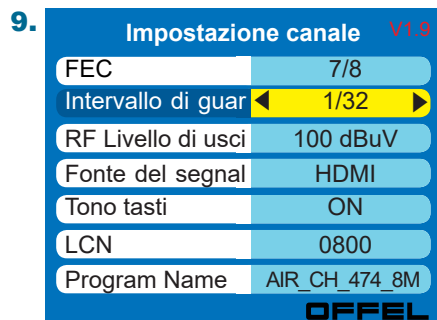 9.
Impostazione canale V1.9
FEC 7/8
Intervallo di guar 1/32
RF Livello di usci 100 dBuV
Fonte del segnal HDMI
Tono tasti ON
LCN 0800
Program Name AIR_CH_474_8M
OFFEL